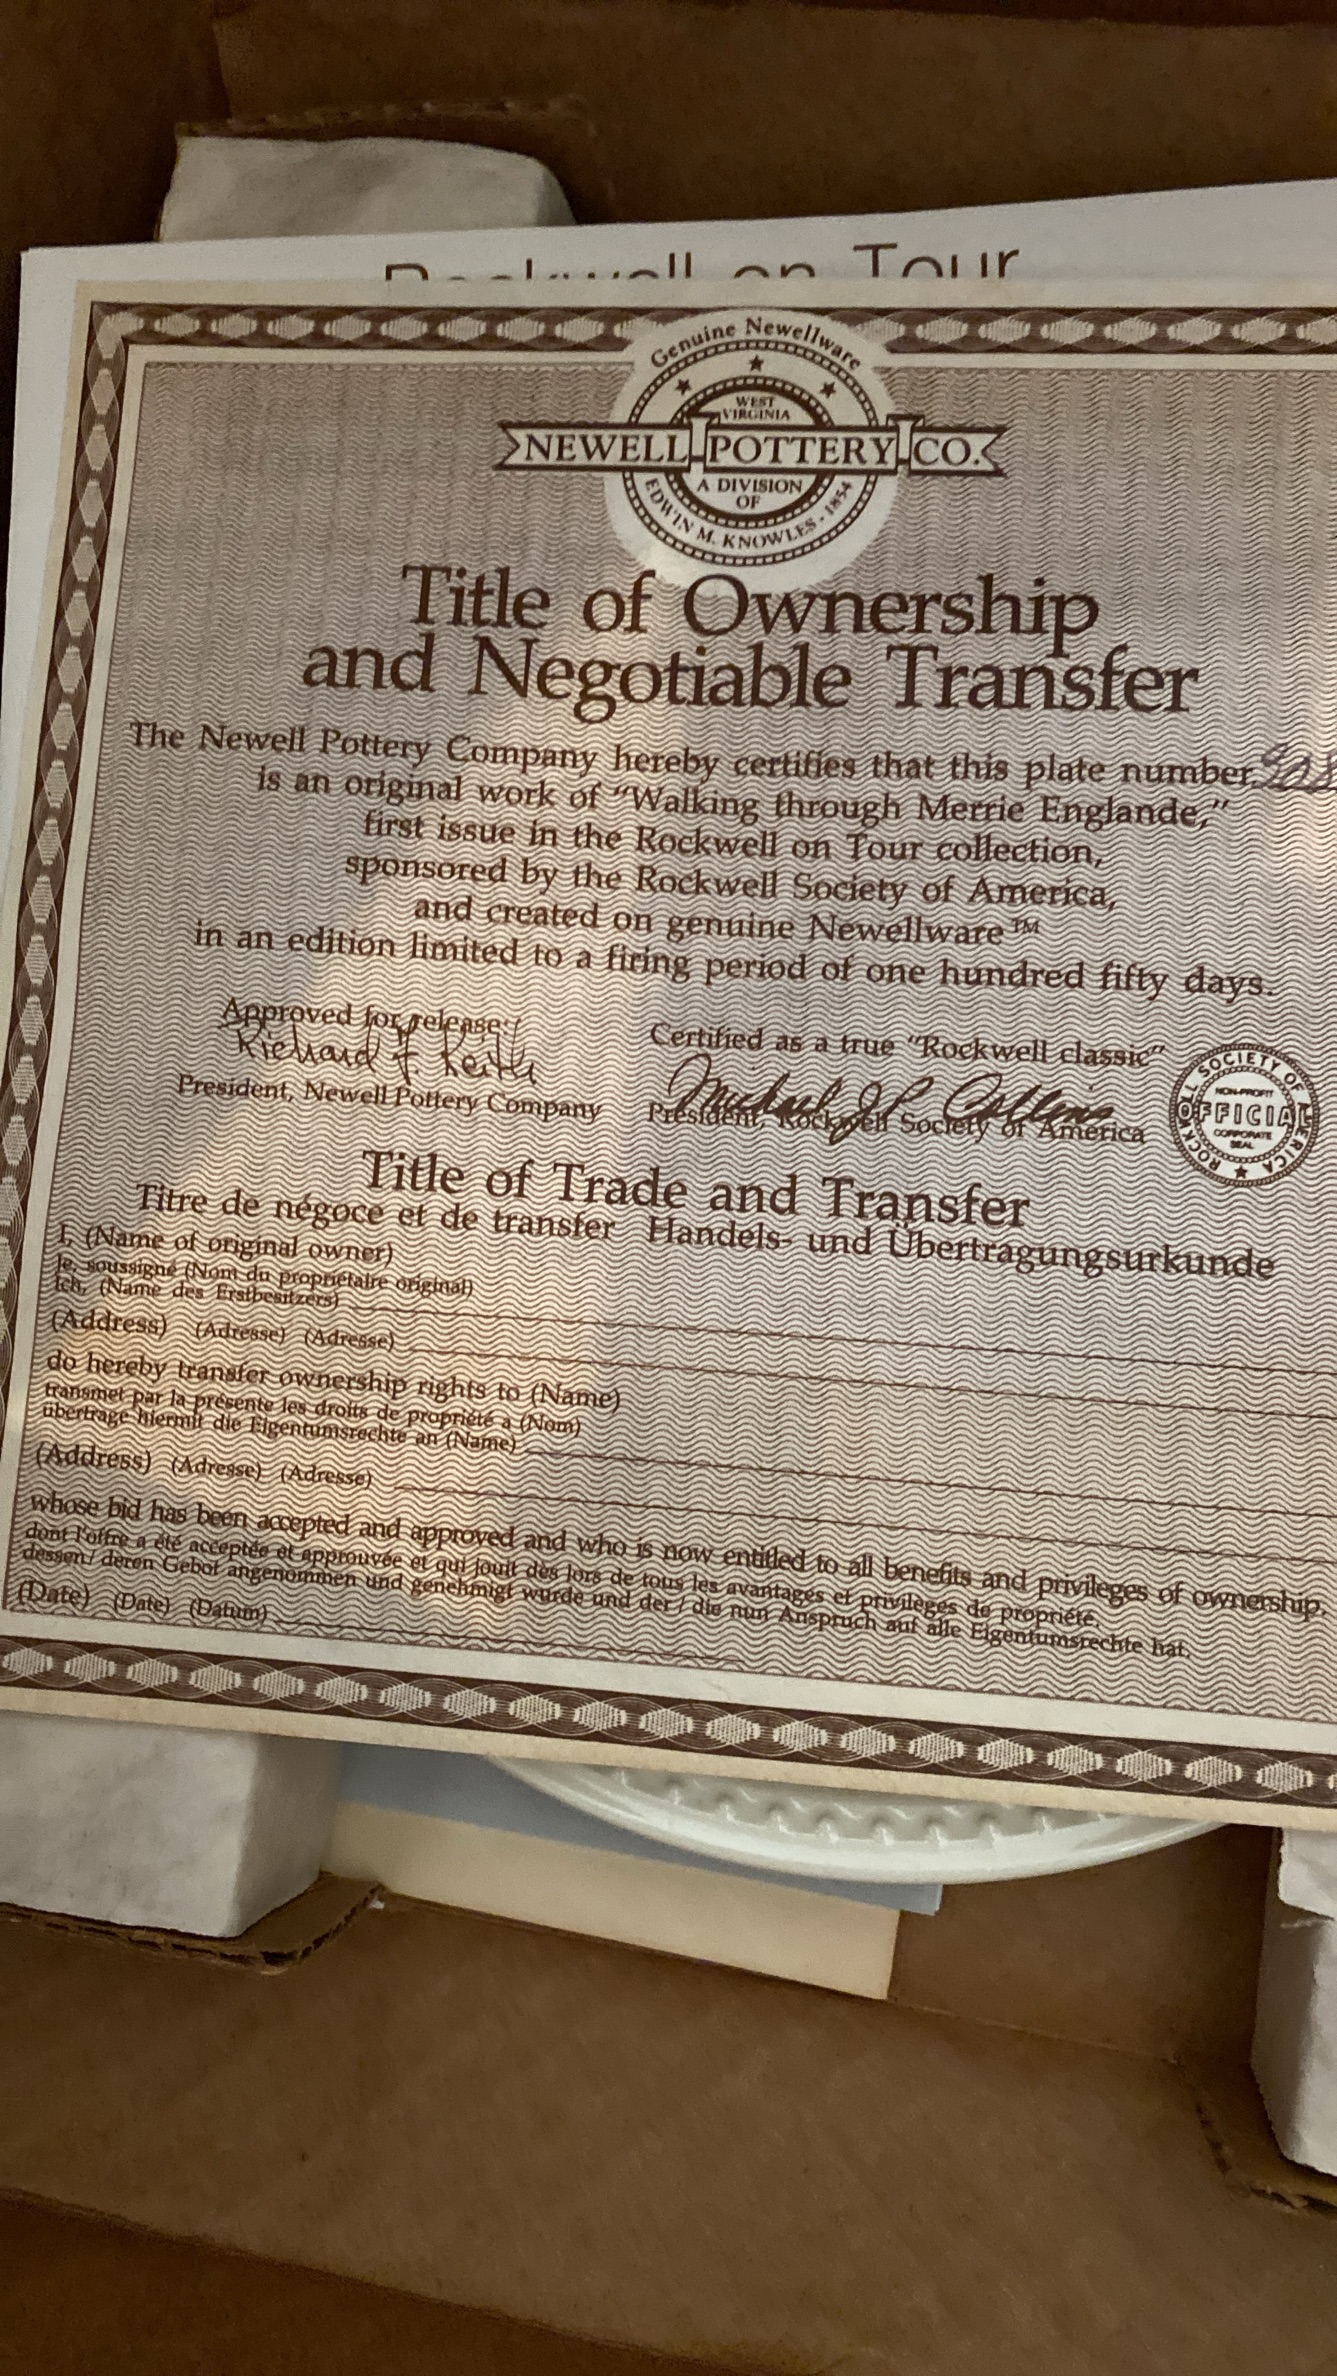 Rockwell on Tour
Genuine Newellware
WEST
VIRGINIA
NEWELL POTTERY CO.
A DIVISION
OF
EDWIN M. KNOWLES - 1854
Title of Ownership
and Negotiable Transfer
The Newell Pottery Company hereby certifies that this plate number
is an original work of “Walking through Merrie Englande,”
first issue in the Rockwell on Tour collection,
sponsored by the Rockwell Society of America,
and created on genuine Newellware™
in an edition limited to a firing period of one hundred fifty days.
Approved for release: Certified as a true “Rockwell classic”
Richard F. Keith Michael J.P. Collins
President, Newell Pottery Company President, Rockwell Society of America
ROCKWELL SOCIETY OF AMERICA
NON-PROFIT
OFFICIAL
CORPORATE
SEAL
Title of Trade and Transfer
Titre de négoce et de transfer Handels- und Übertragungsurkunde
I, (Name of original owner)
Je, soussigné (Nom du propriétaire original)
Ich, (Name des Erstbesitzers)
(Address) (Adresse) (Adresse)
do hereby transfer ownership rights to (Name)
transmet par la présente les droits de propriété a (Nom)
übertrage hiermit die Eigentumsrechte an (Name)
(Address) (Adresse) (Adresse)
whose bid has been accepted and approved and who is now entitled to all benefits and privileges of ownership.
dont l'offre a été acceptée et approuvée et qui jouit dès lors de tous les avantages et privilèges de propriété.
dessen/ deren Gebot angenommen und genehmigt wurde und der / die nun Anspruch auf alle Eigentumsrechte hat.
(Date) (Date) (Datum)